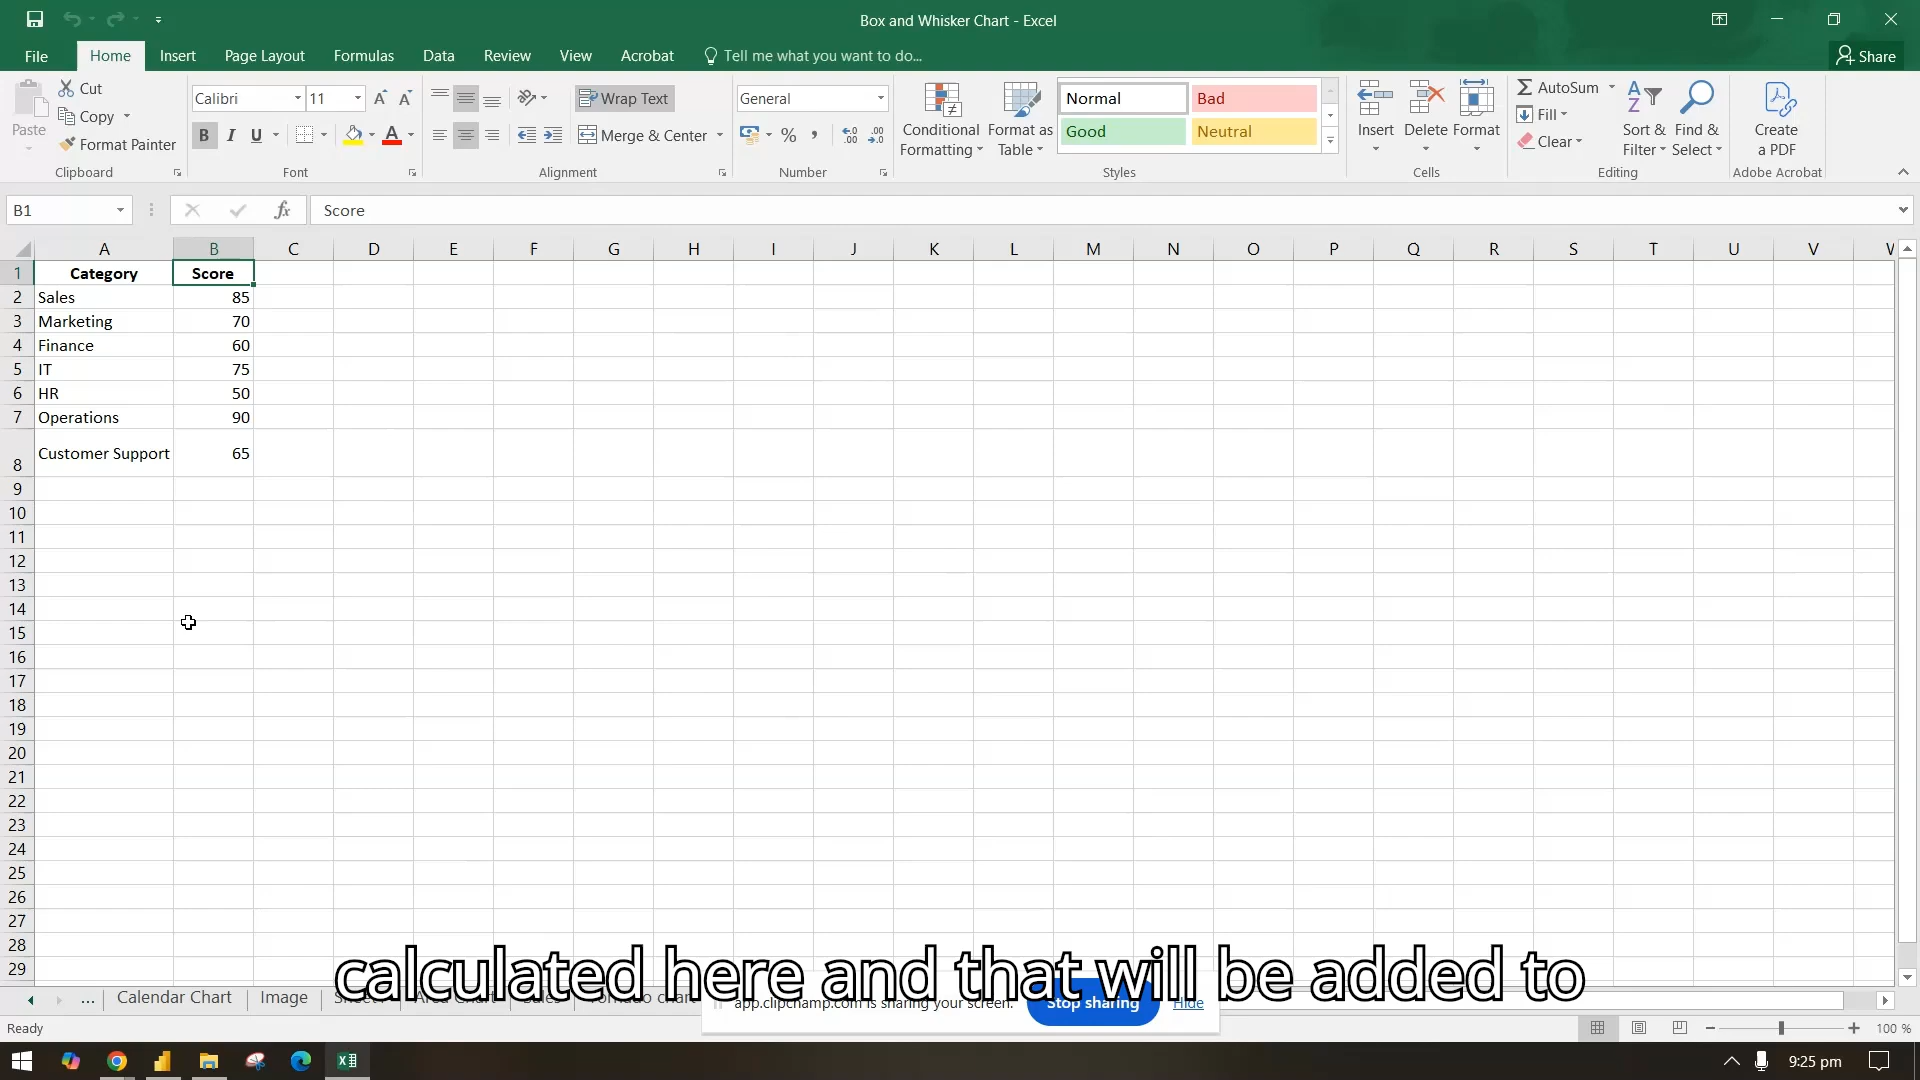 Box and Whisker Chart - Excel
File Home Insert Page Layout Formulas Data Review View Acrobat Tell me what you want to do... Share
Paste
Cut
Copy
Format Painter
Clipboard
Calibri 11
B I U
Font
Wrap Text
Merge & Center
Alignment
General
%
Number
Conditional Formatting
Format as Table
Normal Bad
Good Neutral
Styles
Insert Delete Format
Cells
AutoSum
Fill
Clear
Sort & Filter
Find & Select
Editing
Create a PDF
Adobe Acrobat
B1 fx Score
A B C D E F G H I J K L M N O P Q R S T U V
1 Category Score
2 Sales 85
3 Marketing 70
4 Finance 60
5 IT 75
6 HR 50
7 Operations 90
8 Customer Support 65
9
10
11
12
13
14
15
16
17
18
19
20
21
22
23
24
25
26
27
28
29
calculated here and that will be added to
... Calendar Chart Image
app.clipchamp.com is sharing your screen. Stop sharing Hide
Ready 100 %
9:25 pm